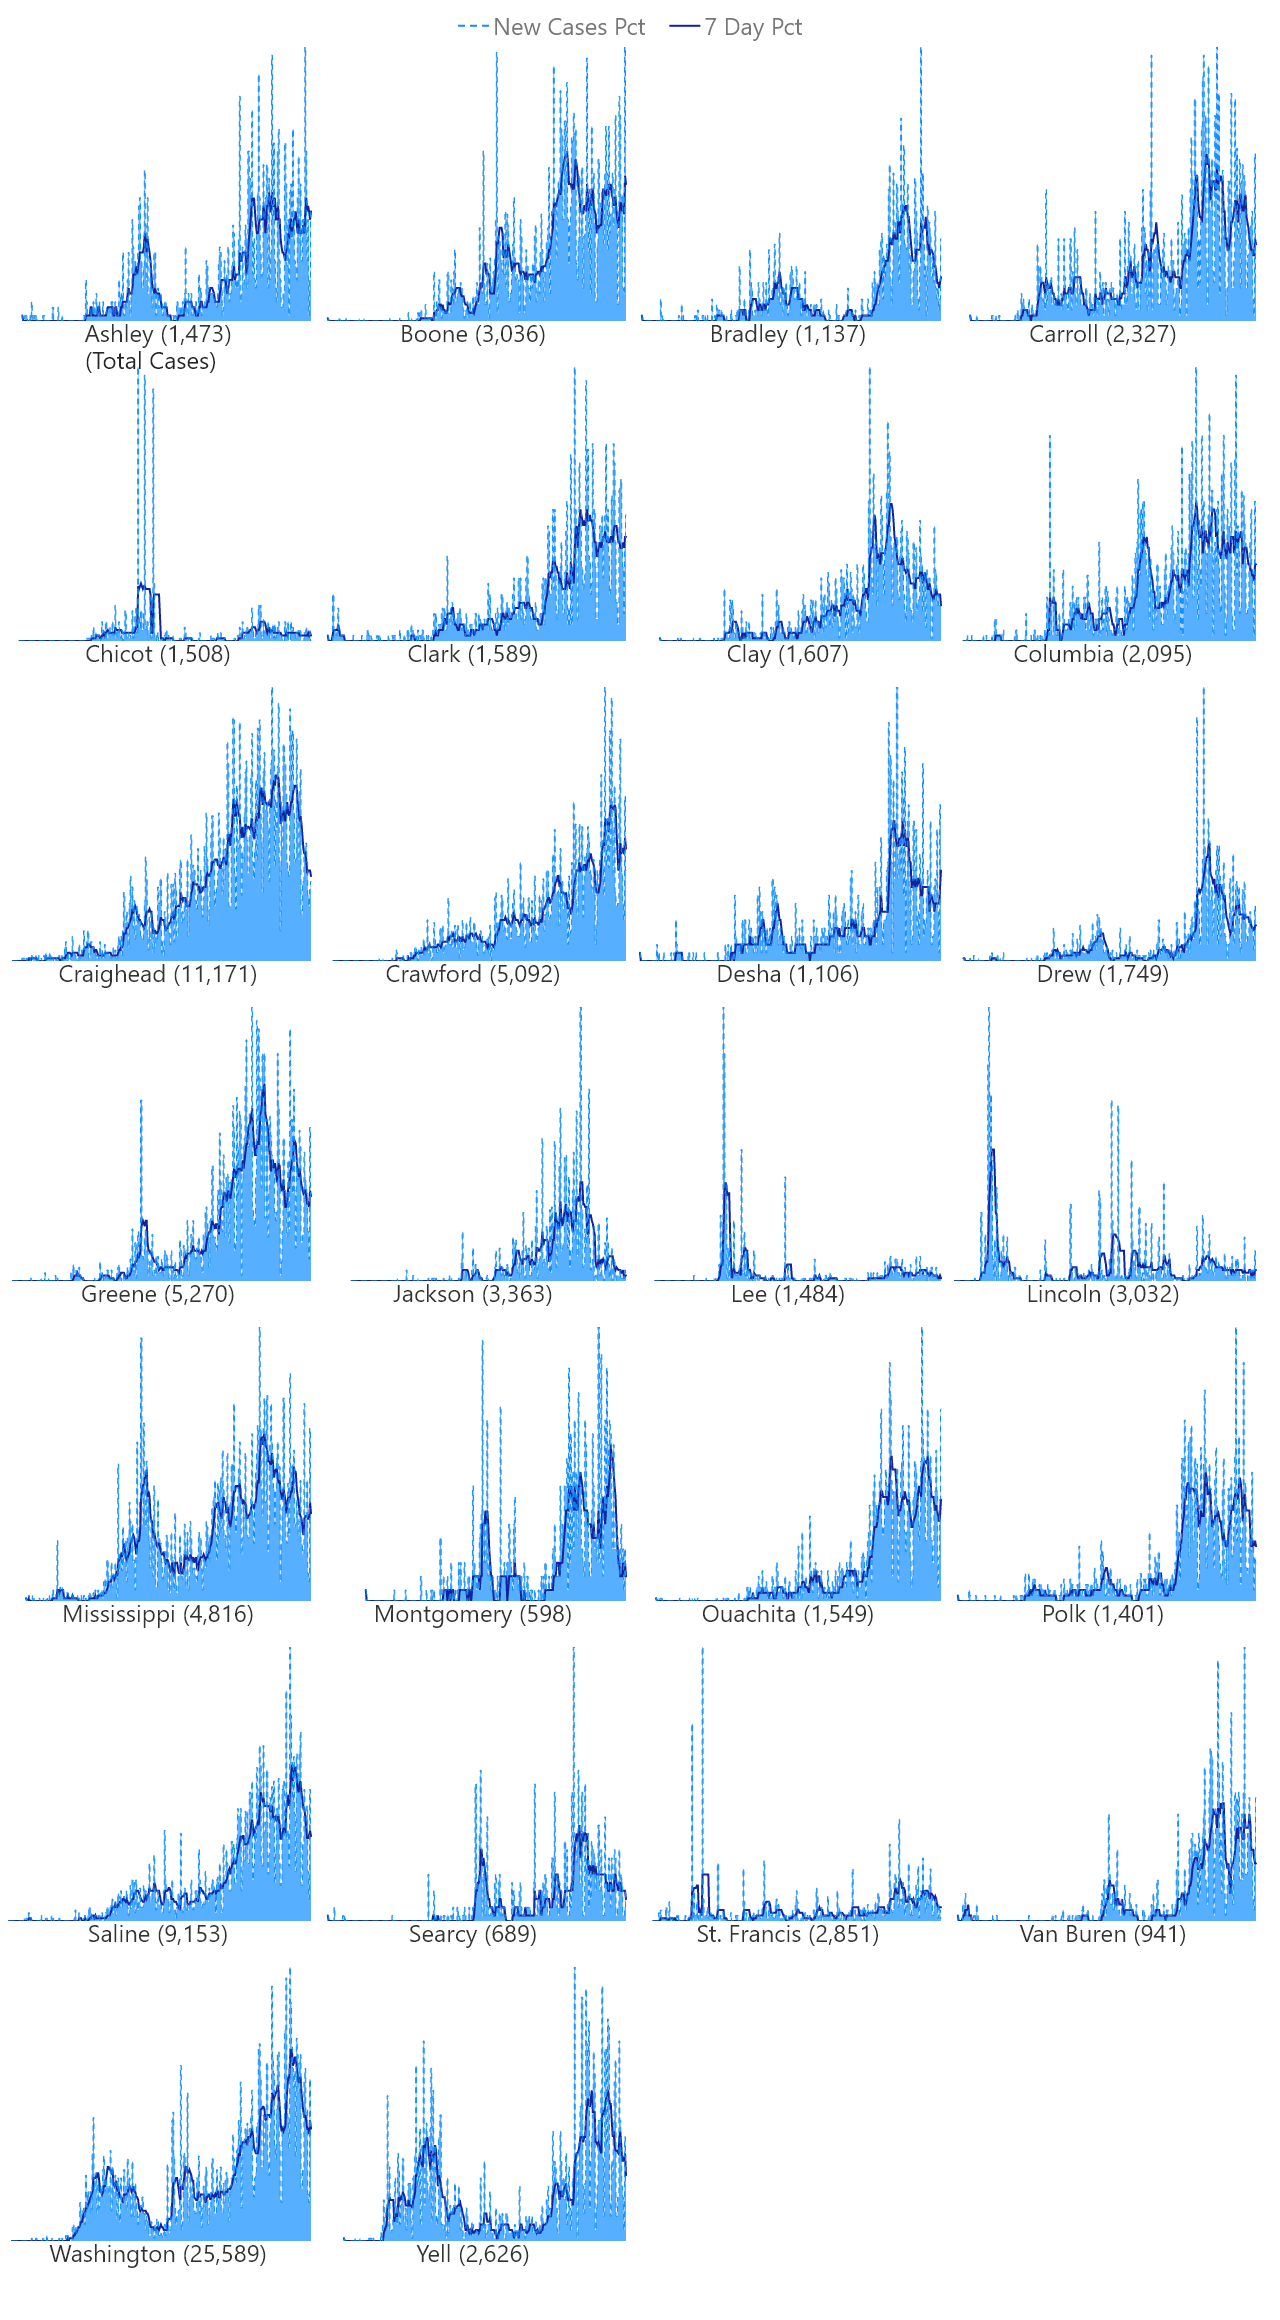 New Cases Pct 7 Day Pct
Ashley (1,473) Boone (3,036) Bradley (1,137) Carroll (2,327)
(Total Cases)
Chicot (1,508) Clark (1,589) Clay (1,607) Columbia (2,095)
Craighead (11,171) Crawford (5,092) Desha (1,106) Drew (1,749)
Greene (5,270) Jackson (3,363) Lee (1,484) Lincoln (3,032)
Mississippi (4,816) Montgomery (598) Ouachita (1,549) Polk (1,401)
Saline (9,153) Searcy (689) St. Francis (2,851) Van Buren (941)
Washington (25,589) Yell (2,626)